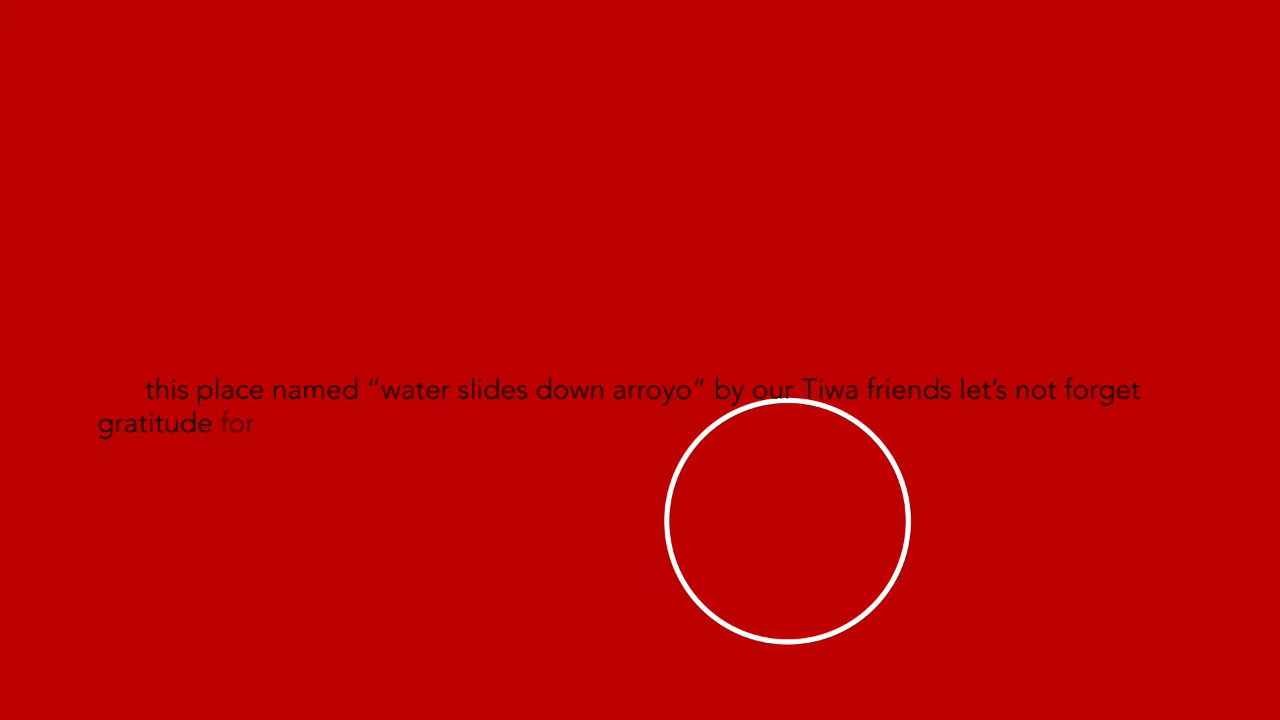 this place named “water slides down arroyo” by our Tiwa friends let’s not forget
gratitude for